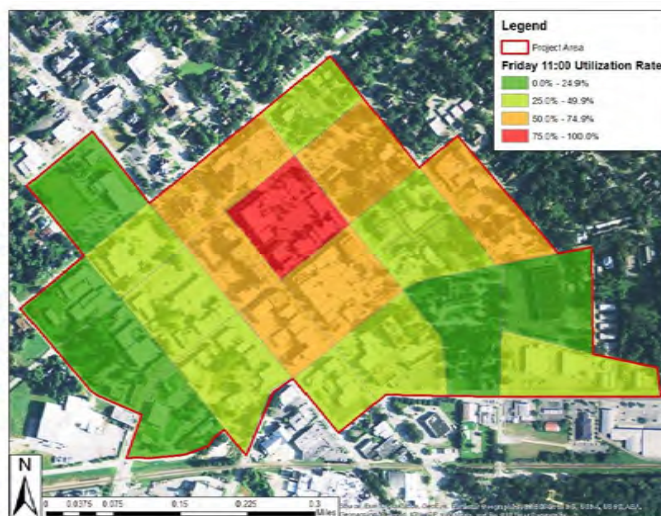 Legend
Project Area
Friday 11:00 Utilization Rate
0.0% - 24.9%
25.0% - 49.9%
50.0% - 74.9%
75.0% - 100.0%
N
0 0.0375 0.075 0.15 0.225 0.3
Miles